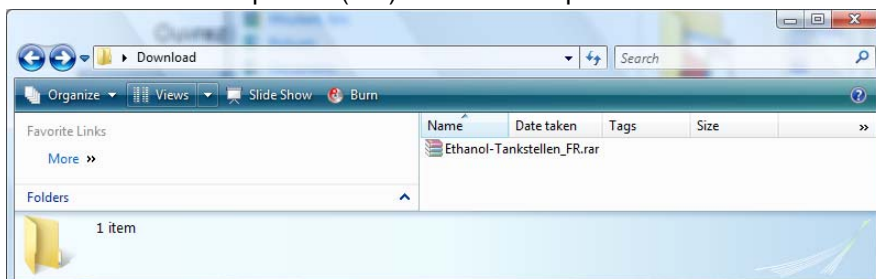 Download
Search
Organize Views Slide Show Burn
Favorite Links
More »
Folders
Name Date taken Tags Size »
Ethanol-Tankstellen_FR.rar
1 item